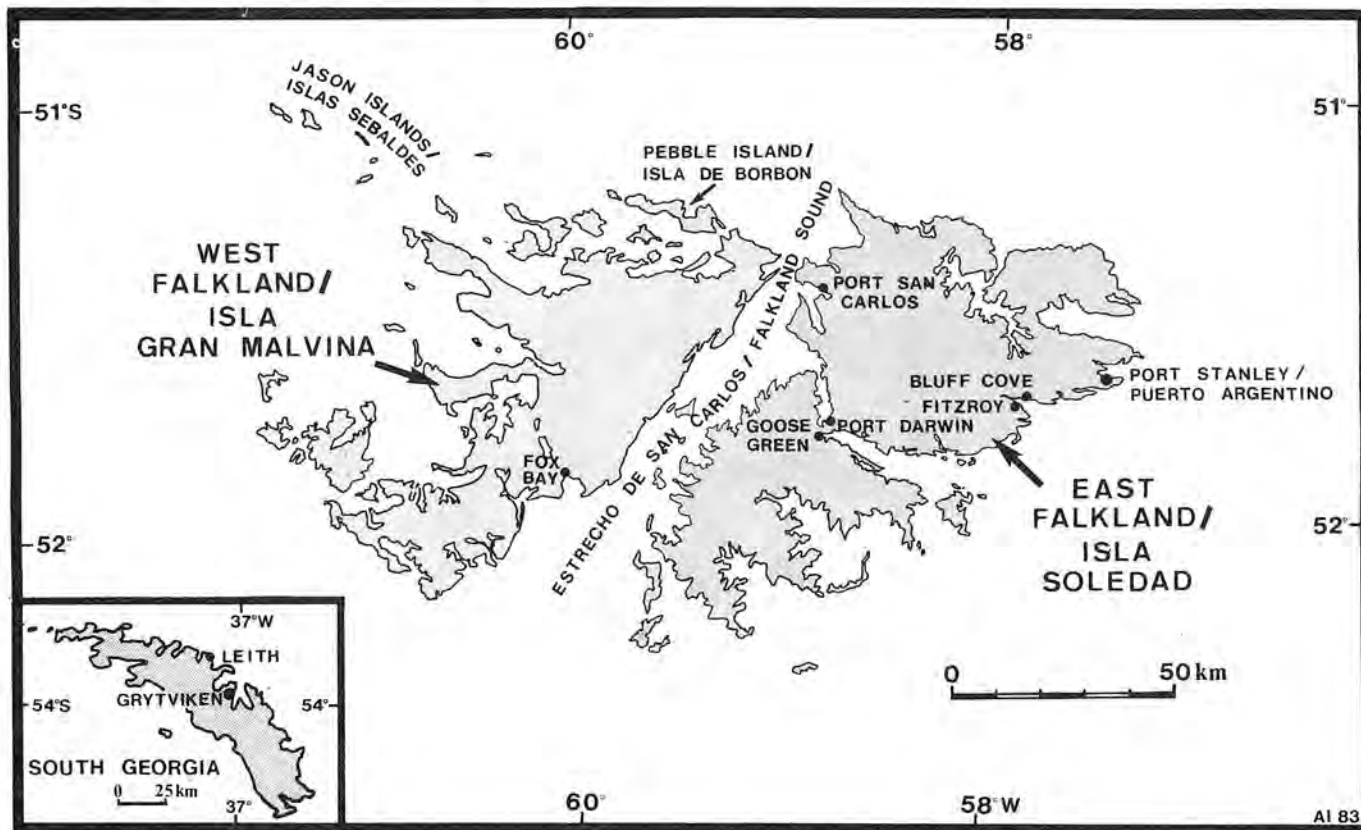 60°
58°
51°S
51°
JASON ISLANDS/
ISLAS SEBALDES
PEBBLE ISLAND/
ISLA DE BORBON
WEST
FALKLAND/
ISLA
GRAN MALVINA
ESTRECHO DE SAN CARLOS/FALKLAND SOUND
PORT SAN
CARLOS
BLUFF COVE
FITZROY
PORT STANLEY/
PUERTO ARGENTINO
GOOSE
GREEN
PORT DARWIN
FOX
BAY
EAST
FALKLAND/
ISLA
SOLEDAD
52°
52°
0 50 km
37°W
LEITH
GRYTVIKEN
54°S
54°
SOUTH GEORGIA
0 25km
37°
60°
58°W
AI 83